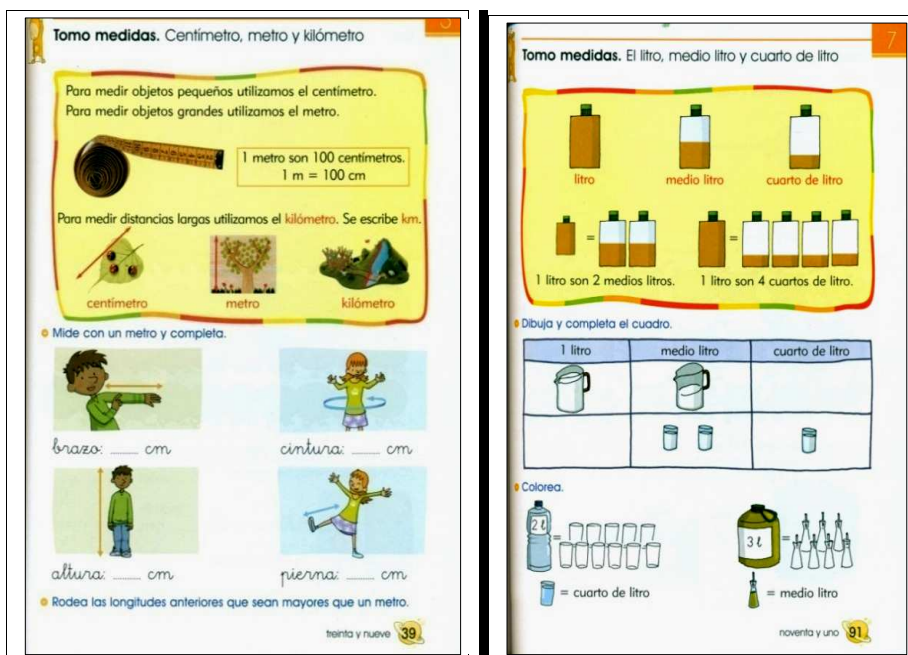 Tomo medidas. Centímetro, metro y kilómetro
Para medir objetos pequeños utilizamos el centímetro.
Para medir objetos grandes utilizamos el metro.
1 metro son 100 centímetros.
1 m = 100 cm
Para medir distancias largas utilizamos el kilómetro. Se escribe km.
centímetro metro kilómetro
Mide con un metro y completa.
brazo: ........ cm cintura: ........ cm
altura: ........ cm pierna: ........ cm
Rodea las longitudes anteriores que sean mayores que un metro.
treinta y nueve 39
7
Tomo medidas. El litro, medio litro y cuarto de litro
litro medio litro cuarto de litro
= =
1 litro son 2 medios litros. 1 litro son 4 cuartos de litro.
Dibuja y completa el cuadro.
1 litro medio litro cuarto de litro
Colorea.
2 l = 3 l =
= cuarto de litro = medio litro
noventa y uno 91